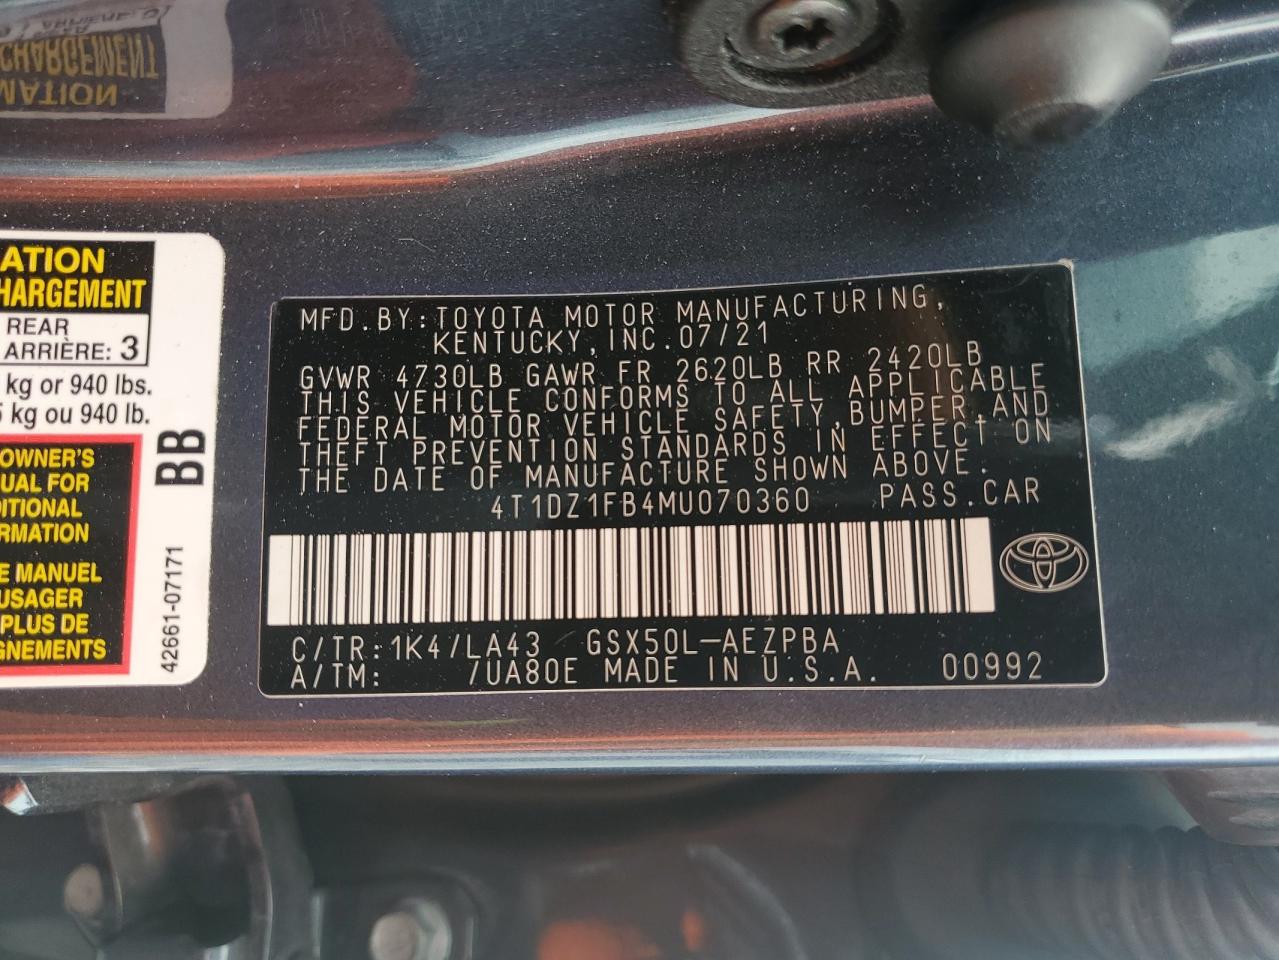 CHARGEMENT
MATION
ATION
HARGEMENT
REAR
ARRIÈRE: 3
kg or 940 lbs.
5 kg ou 940 lb.
OWNER'S
UAL FOR
ITIONAL
RMATION
E MANUEL
USAGER
PLUS DE
GNEMENTS
BB
42661-07171
MFD.BY:TOYOTA MOTOR MANUFACTURING,
KENTUCKY,INC.07/21
GVWR 4730LB GAWR FR 2620LB RR 2420LB
THIS VEHICLE CONFORMS TO ALL APPLICABLE
FEDERAL MOTOR VEHICLE SAFETY,BUMPER,AND
THEFT PREVENTION STANDARDS IN EFFECT ON
THE DATE OF MANUFACTURE SHOWN ABOVE.
4T1DZ1FB4MU070360 PASS.CAR
C/TR:1K4/LA43 GSX50L-AEZPBA
A/TM: /UA80E MADE IN U.S.A. 00992